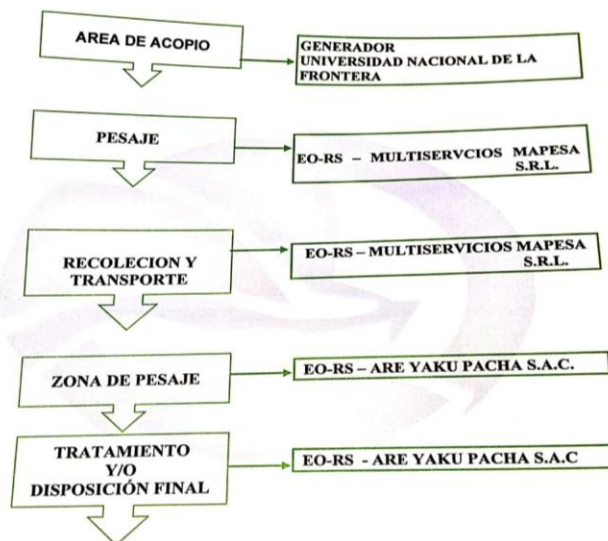 AREA DE ACOPIO
GENERADOR
UNIVERSIDAD NACIONAL DE LA
FRONTERA
PESAJE
EO-RS – MULTISERVCIOS MAPESA
S.R.L.
RECOLECION Y
TRANSPORTE
EO-RS – MULTISERVICIOS MAPESA
S.R.L.
ZONA DE PESAJE
EO-RS – ARE YAKU PACHA S.A.C.
TRATAMIENTO
Y/O
DISPOSICIÓN FINAL
EO-RS - ARE YAKU PACHA S.A.C